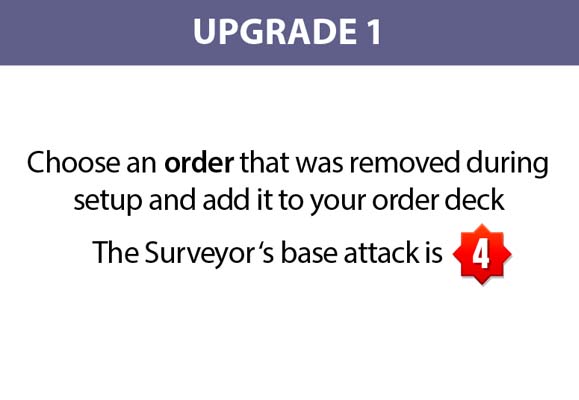 UPGRADE 1
Choose an order that was removed during
setup and add it to your order deck
The Surveyor‘s base attack is 4